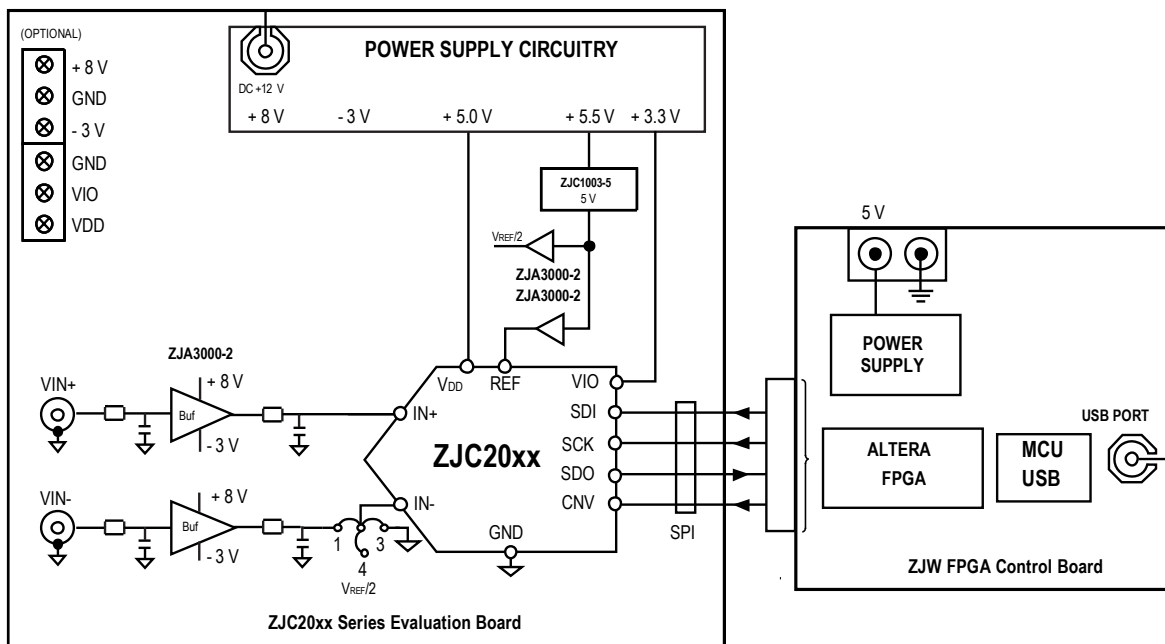 (OPTIONAL)
+ 8 V
GND
- 3 V
GND
VIO
VDD
POWER SUPPLY CIRCUITRY
DC +12 V
+ 8 V - 3 V + 5.0 V + 5.5 V + 3.3 V
ZJC1003-5
5 V
VREF/2
ZJA3000-2
ZJA3000-2
ZJA3000-2
VIN+
+ 8 V
Buf
- 3 V
VIN-
+ 8 V
Buf
- 3 V
1 3
4
VREF/2
VDD REF VIO
IN+ SDI
SCK
ZJC20xx
SDO
IN- CNV
GND
SPI
ZJC20xx Series Evaluation Board
5 V
POWER
SUPPLY
USB PORT
ALTERA
FPGA
MCU
USB
ZJW FPGA Control Board